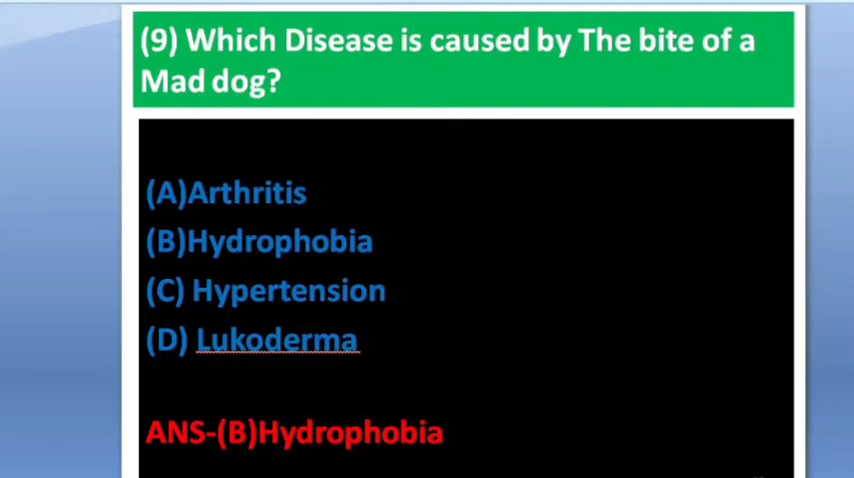 (9) Which Disease is caused by The bite of a
Mad dog?
(A)Arthritis
(B)Hydrophobia
(C) Hypertension
(D) Lukoderma
ANS-(B)Hydrophobia